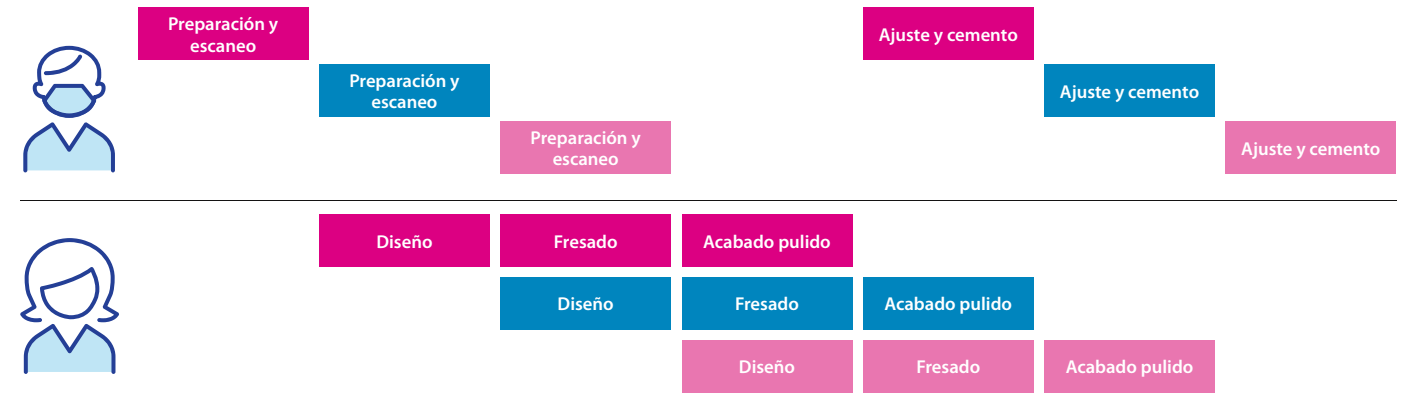 Preparación y
escaneo
Ajuste y cemento
Preparación y
escaneo
Ajuste y cemento
Preparación y
escaneo
Ajuste y cemento
Diseño
Fresado
Acabado pulido
Diseño
Fresado
Acabado pulido
Diseño
Fresado
Acabado pulido